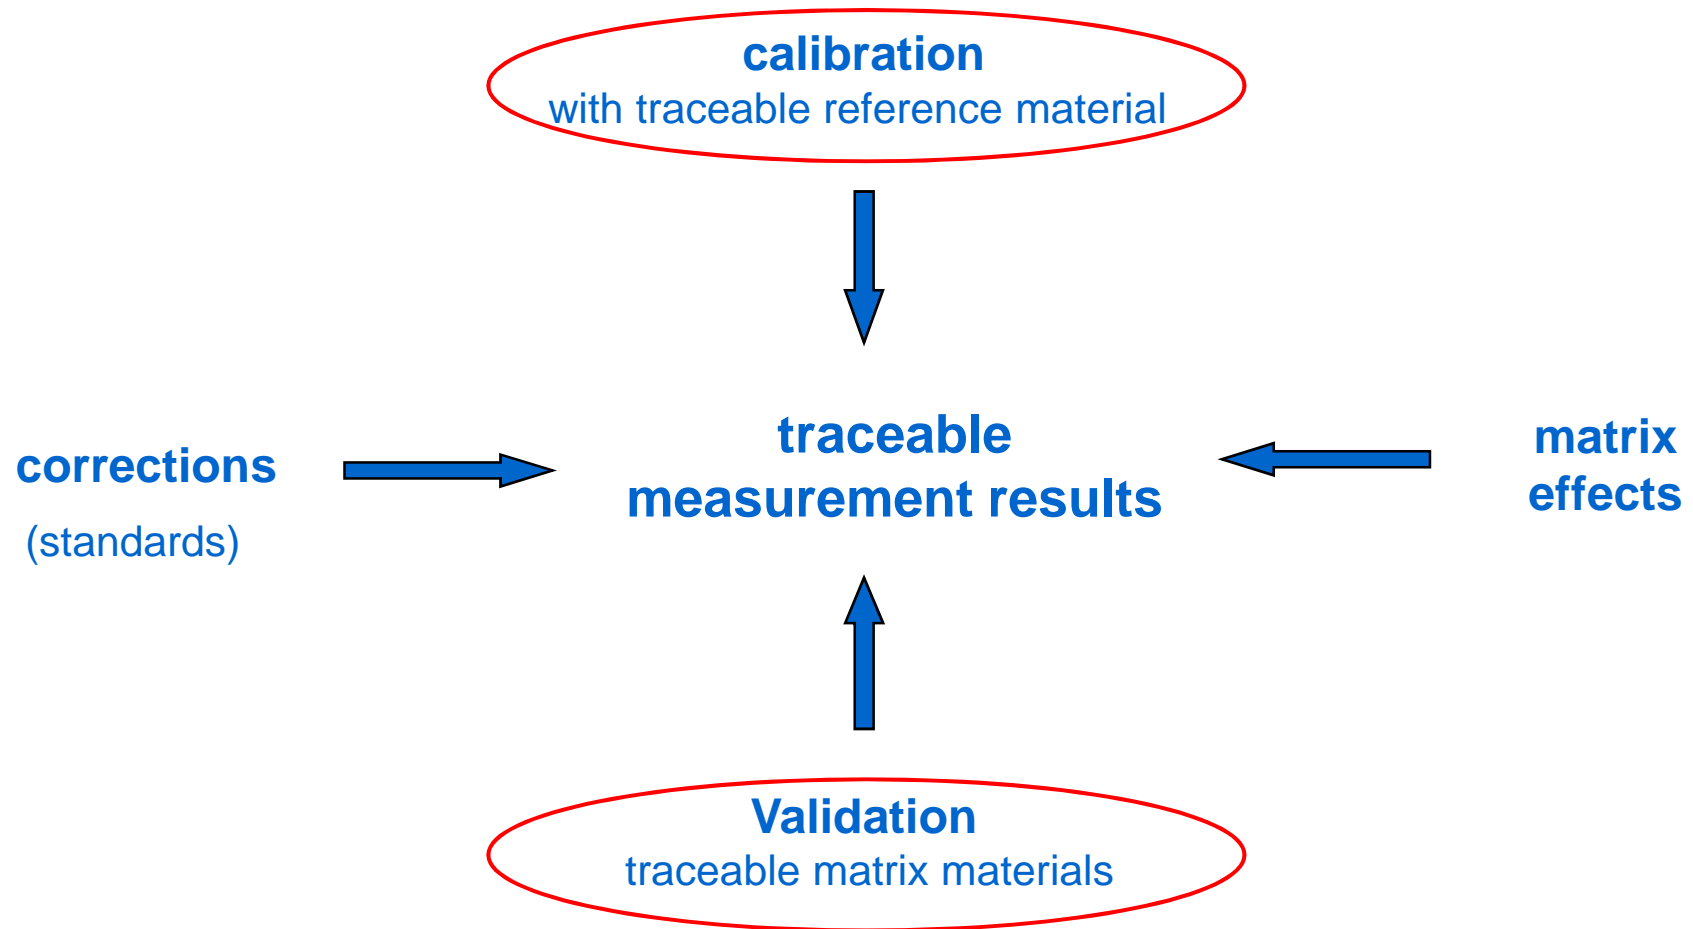 calibration
with traceable reference material
traceable
measurement results
corrections
(standards)
matrix
effects
Validation
traceable matrix materials